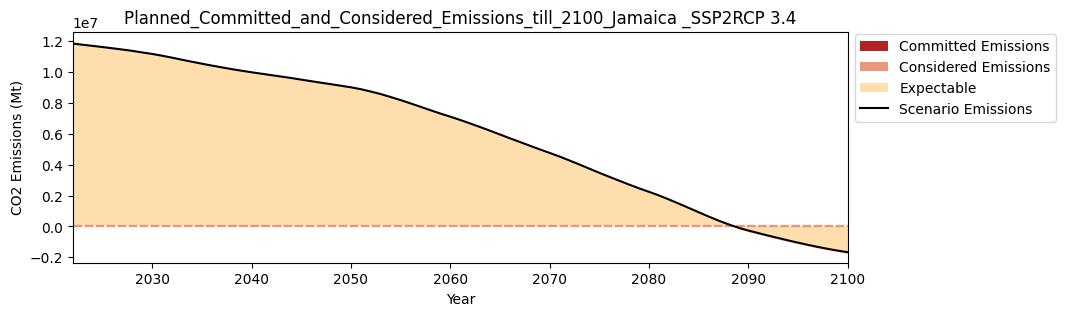 Planned_Committed_and_Considered_Emissions_till_2100_Jamaica _SSP2RCP 3.4
1e7
CO2 Emissions (Mt)
1.2
1.0
0.8
0.6
0.4
0.2
0.0
−0.2
2030 2040 2050 2060 2070 2080 2090 2100
Year
Committed Emissions
Considered Emissions
Expectable
Scenario Emissions